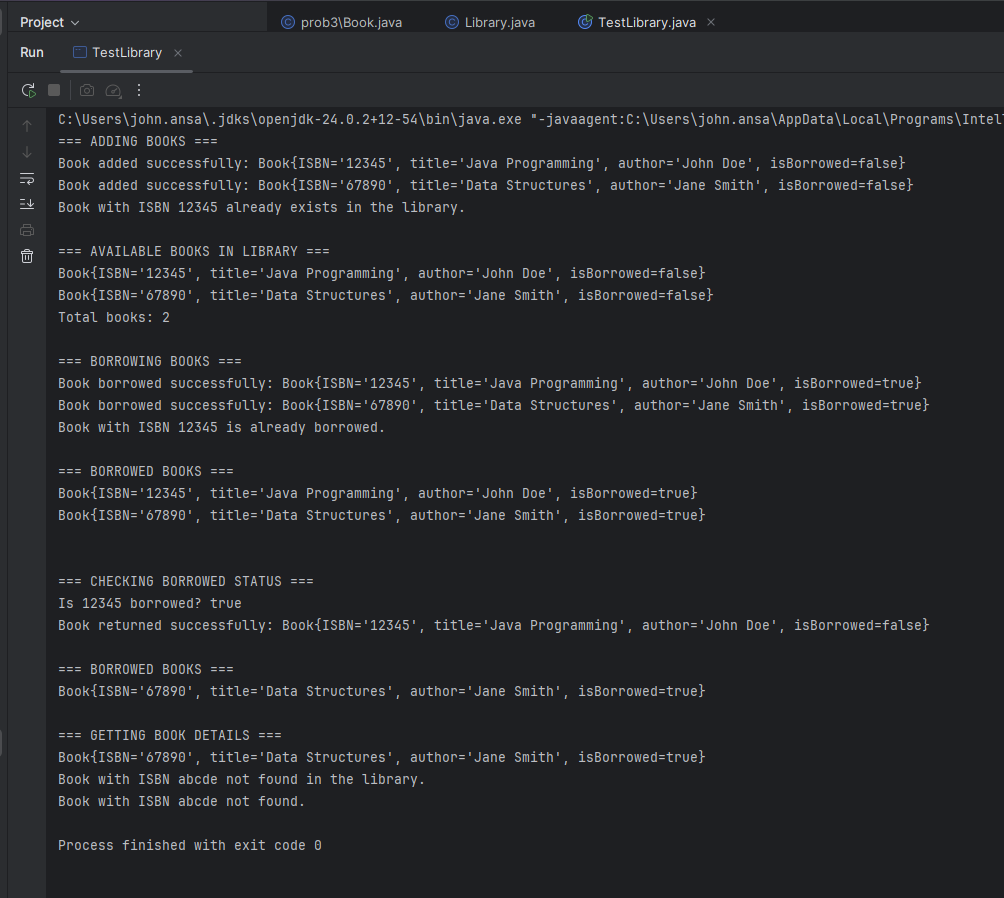 Project
prob3\Book.java
Library.java
TestLibrary.java
Run
TestLibrary
C:\Users\john.ansa\.jdks\openjdk-24.0.2+12-54\bin\java.exe "-javaagent:C:\Users\john.ansa\AppData\Local\Programs\Intel
=== ADDING BOOKS ===
Book added successfully: Book{ISBN='12345', title='Java Programming', author='John Doe', isBorrowed=false}
Book added successfully: Book{ISBN='67890', title='Data Structures', author='Jane Smith', isBorrowed=false}
Book with ISBN 12345 already exists in the library.
=== AVAILABLE BOOKS IN LIBRARY ===
Book{ISBN='12345', title='Java Programming', author='John Doe', isBorrowed=false}
Book{ISBN='67890', title='Data Structures', author='Jane Smith', isBorrowed=false}
Total books: 2
=== BORROWING BOOKS ===
Book borrowed successfully: Book{ISBN='12345', title='Java Programming', author='John Doe', isBorrowed=true}
Book borrowed successfully: Book{ISBN='67890', title='Data Structures', author='Jane Smith', isBorrowed=true}
Book with ISBN 12345 is already borrowed.
=== BORROWED BOOKS ===
Book{ISBN='12345', title='Java Programming', author='John Doe', isBorrowed=true}
Book{ISBN='67890', title='Data Structures', author='Jane Smith', isBorrowed=true}
=== CHECKING BORROWED STATUS ===
Is 12345 borrowed? true
Book returned successfully: Book{ISBN='12345', title='Java Programming', author='John Doe', isBorrowed=false}
=== BORROWED BOOKS ===
Book{ISBN='67890', title='Data Structures', author='Jane Smith', isBorrowed=true}
=== GETTING BOOK DETAILS ===
Book{ISBN='67890', title='Data Structures', author='Jane Smith', isBorrowed=true}
Book with ISBN abcde not found in the library.
Book with ISBN abcde not found.
Process finished with exit code 0